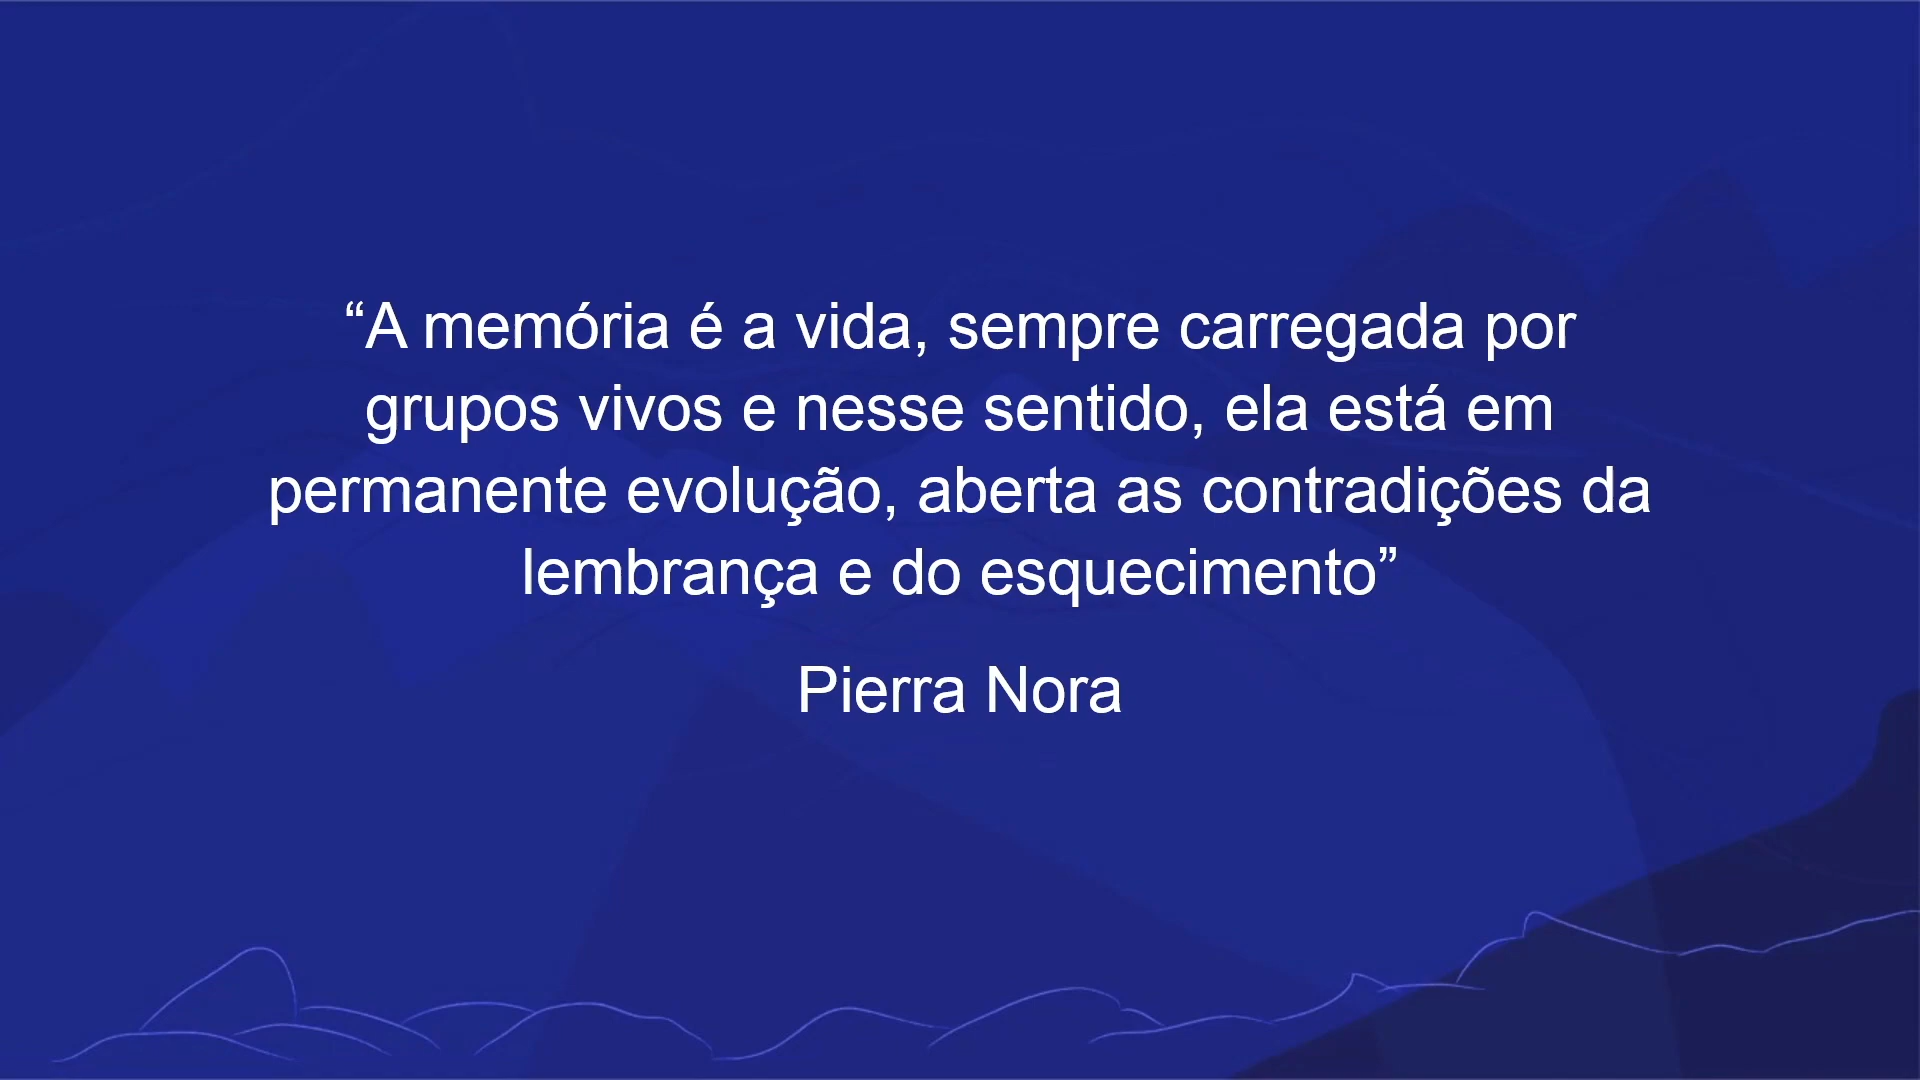 “A memória é a vida, sempre carregada por
grupos vivos e nesse sentido, ela está em
permanente evolução, aberta as contradições da
lembrança e do esquecimento”
Pierra Nora